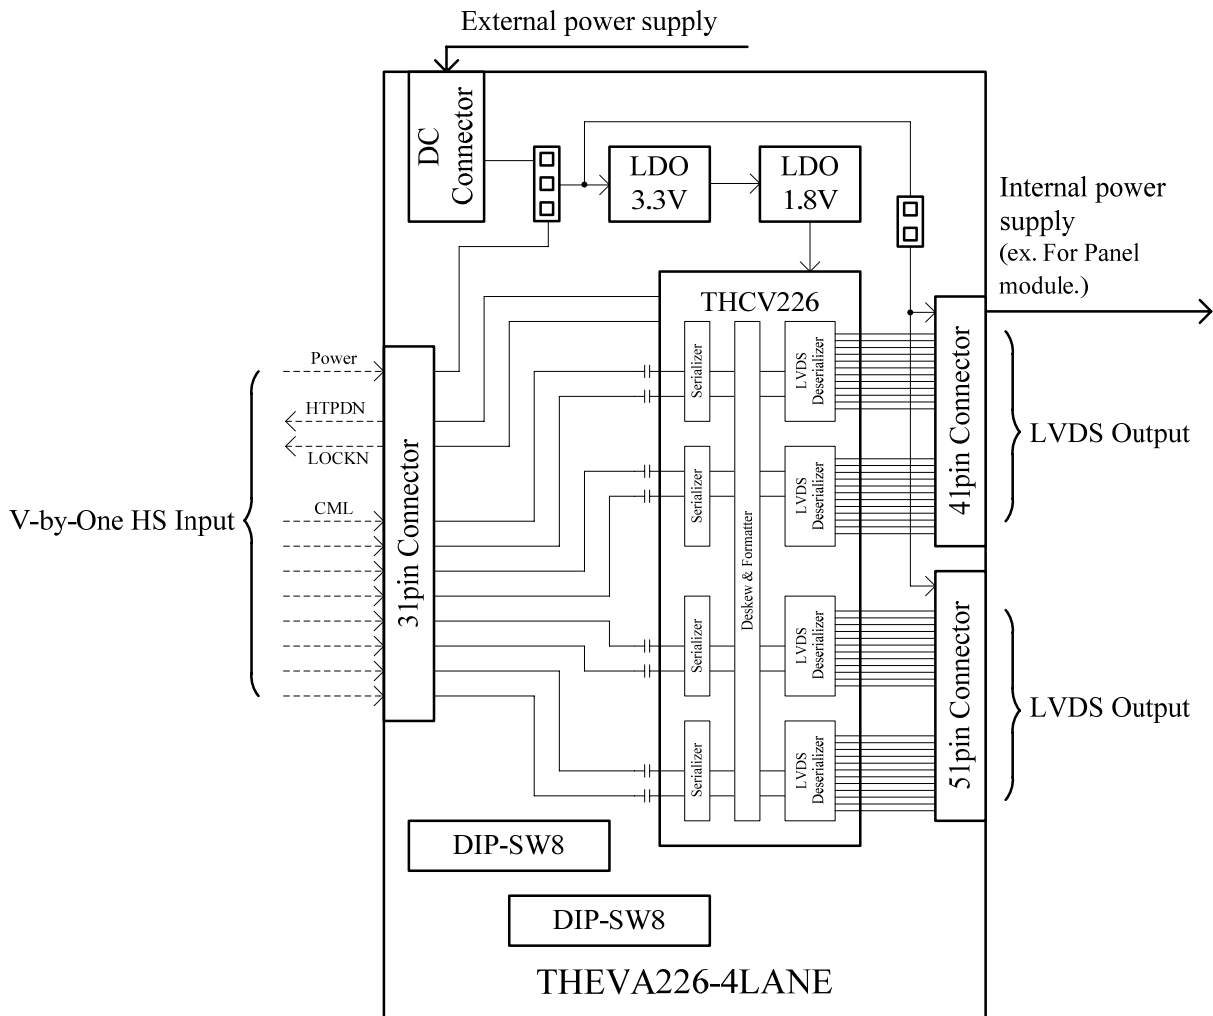 External power supply
DC
Connector
LDO
3.3V
LDO
1.8V
Internal power
supply
(ex. For Panel
module.)
THCV226
Power
HTPDN
LOCKN
CML
V-by-One HS Input
31pin Connector
Serializer
LVDS
Deserializer
Serializer
LVDS
Deserializer
Deskew & Formatter
Serializer
LVDS
Deserializer
Serializer
LVDS
Deserializer
41pin Connector
LVDS Output
51pin Connector
LVDS Output
DIP-SW8
DIP-SW8
THEVA226-4LANE